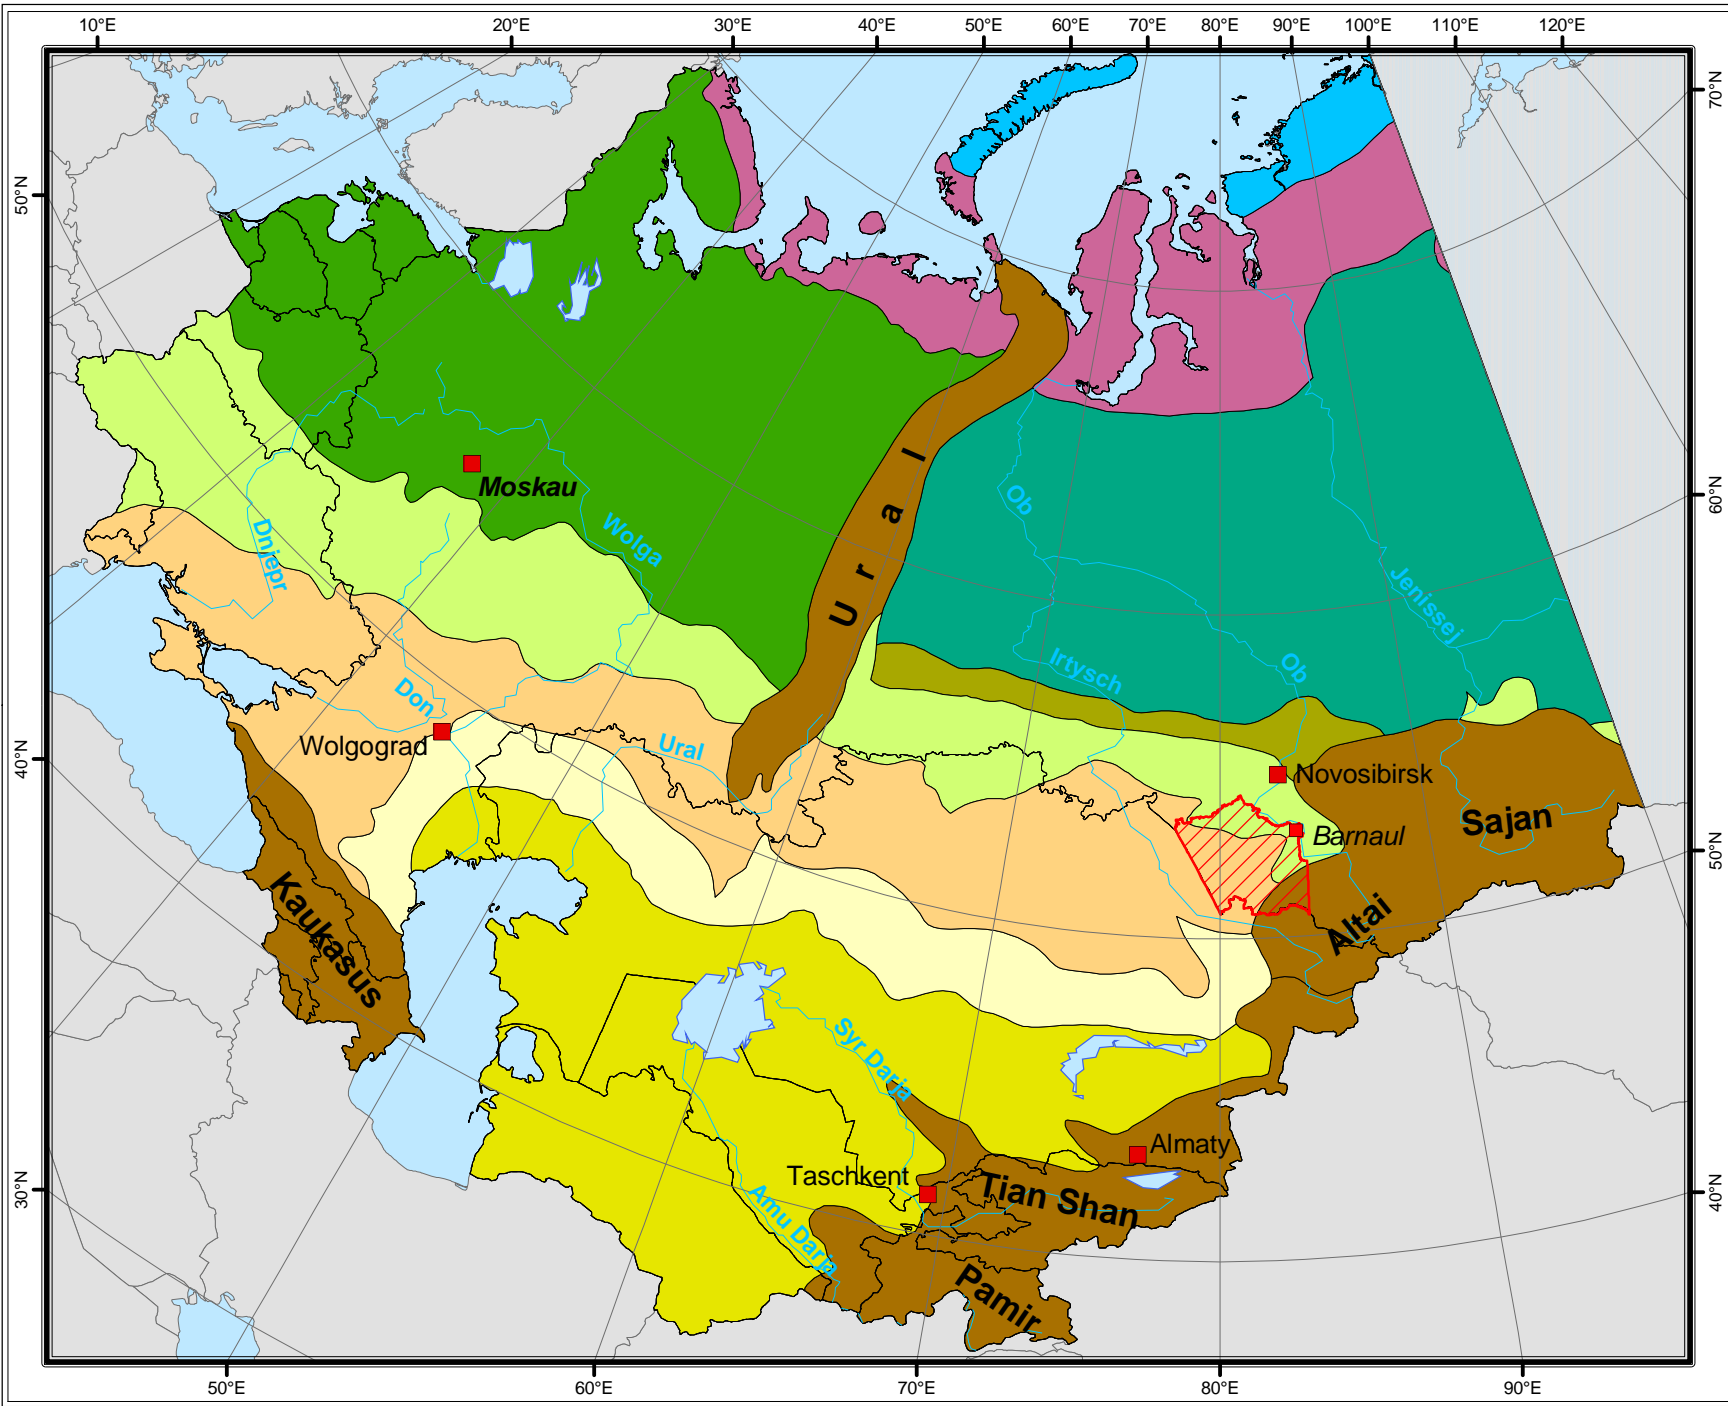 10°E 20°E 30°E 40°E 50°E 60°E 70°E 80°E 90°E 100°E 110°E 120°E
70°N
50°N
Moskau
60°N
Ural
Ob
Dnjepr
Wolga
Jenissej
Irtysch
Ob
Don
Wolgograd
Ural
40°N
Novosibirsk
Sajan
Barnaul
50°N
Kaukasus
Altai
Syr Darja
Almaty
Taschkent
30°N
Tian Shan
40°N
Amu Darja
Pamir
50°E 60°E 70°E 80°E 90°E